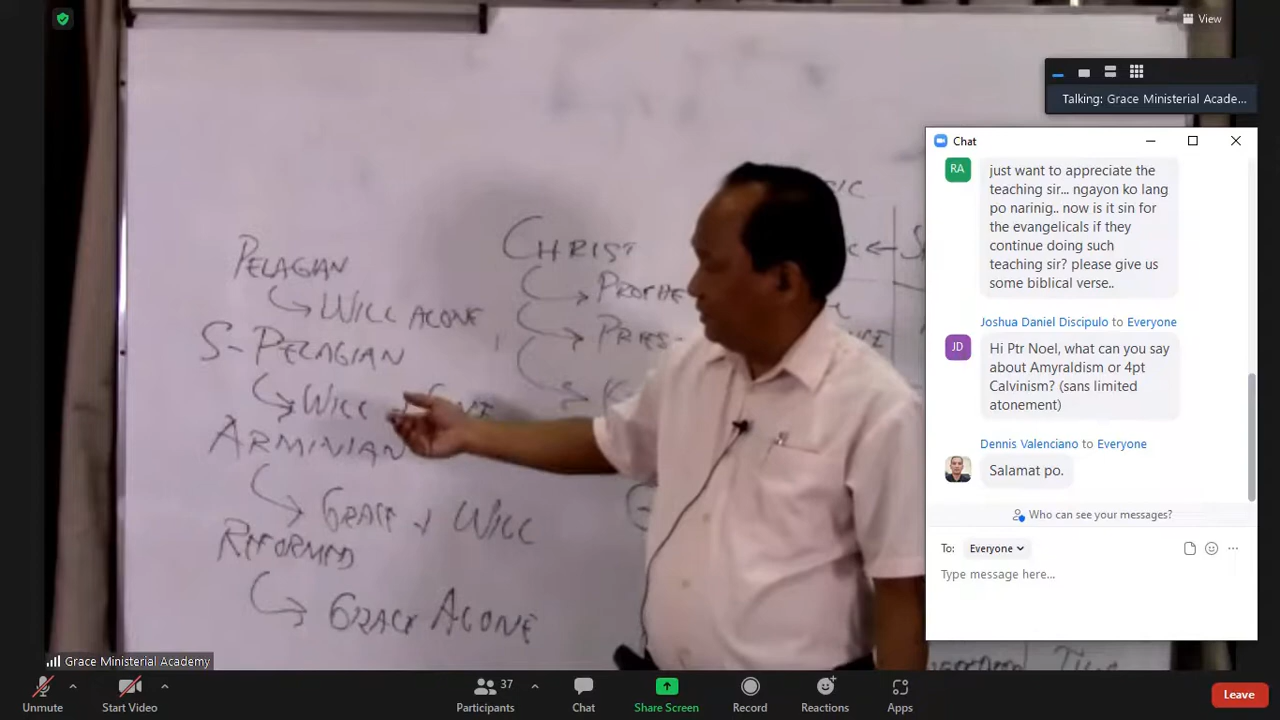 View
Talking: Grace Ministerial Acade...
Chat
RA
just want to appreciate the
teaching sir... ngayon ko lang
po narinig.. now is it sin for
the evangelicals if they
continue doing such
teaching sir? please give us
some biblical verse..
Joshua Daniel Discipulo to Everyone
JD
Hi Ptr Noel, what can you say
about Amyraldism or 4pt
Calvinism? (sans limited
atonement)
Dennis Valenciano to Everyone
Salamat po.
Who can see your messages?
To: Everyone
Type message here...
PELAGIAN
WILL ALONE
S-PELAGIAN
WILL
ARMINIAN
GRACE + WILL
REFORMED
GRACE ALONE
CHRIST
PROPHE
PRIES
Grace Ministerial Academy
Unmute
Start Video
37
Participants
Chat
Share Screen
Record
Reactions
Apps
Leave